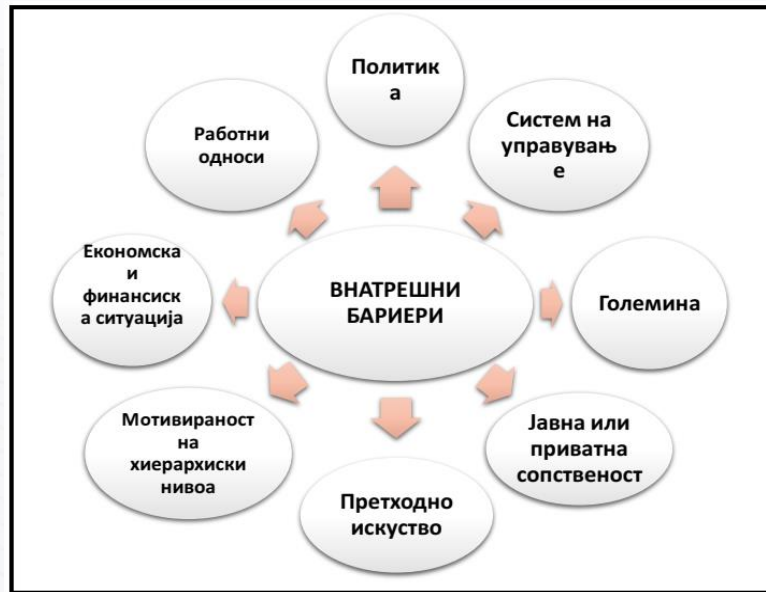 Политик
а
Систем на
управувањ
е
Големина
Јавна или
приватна
сопственост
Претходно
искуство
Мотивираност
на
хиерархиски
нивоа
Економска
и
финансиск
а ситуација
Работни
односи
ВНАТРЕШНИ
БАРИЕРИ